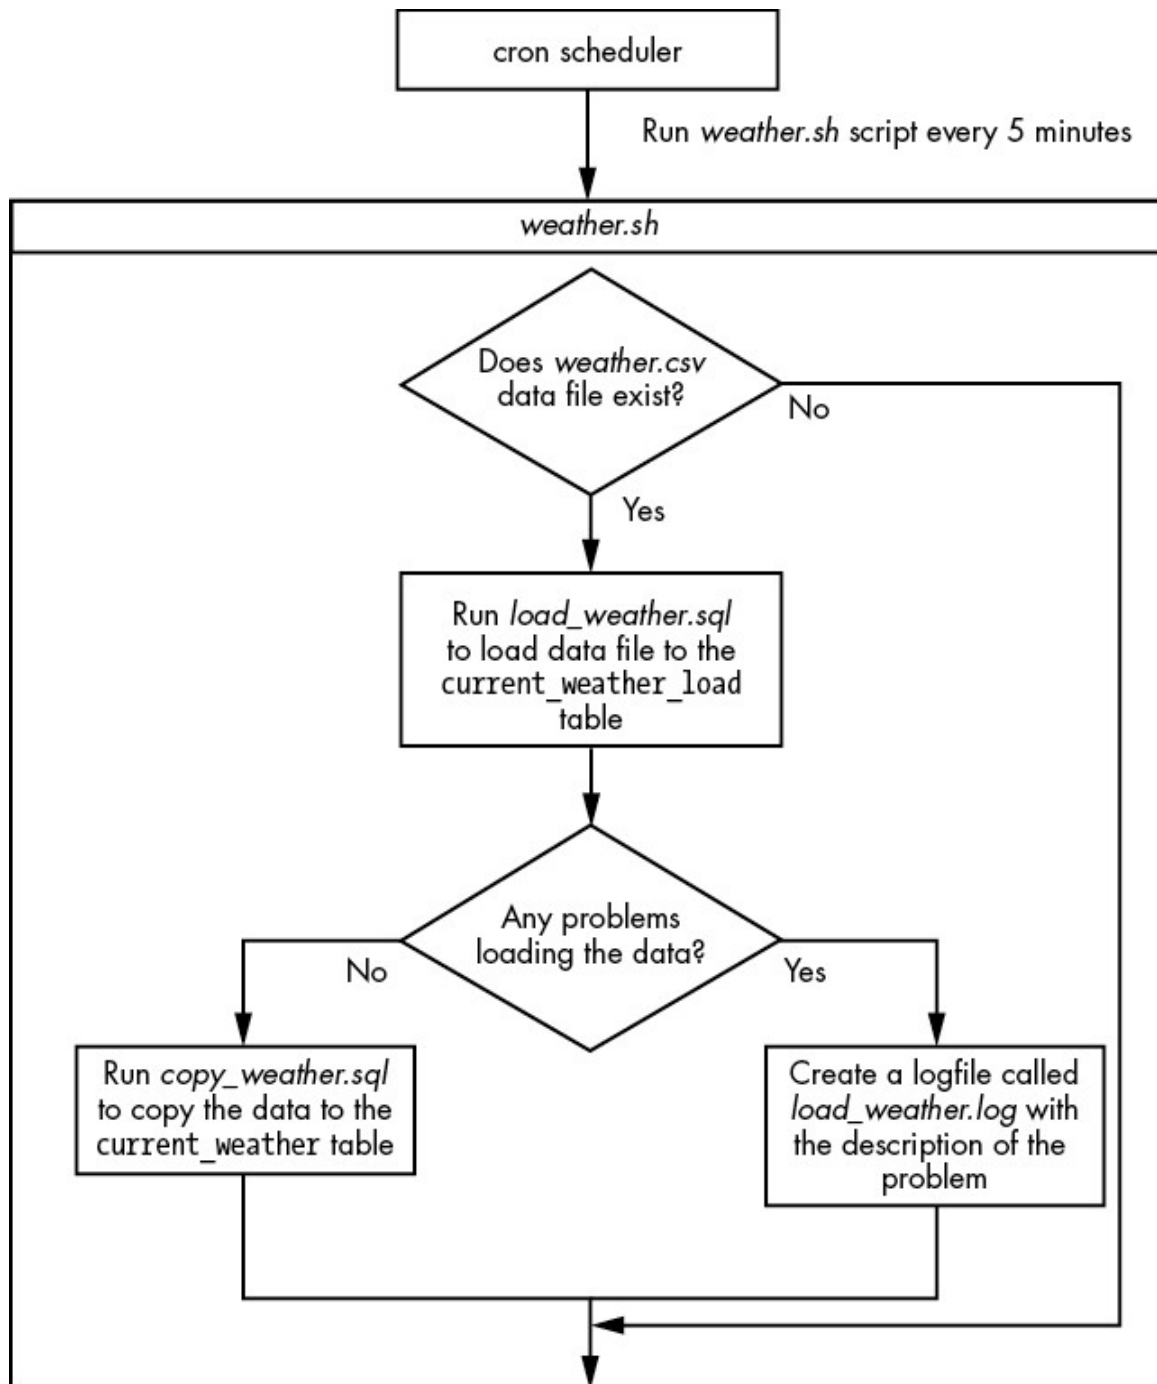 cron scheduler
Run weather.sh script every 5 minutes
weather.sh
Does weather.csv
data file exist?
No
Yes
Run load_weather.sql
to load data file to the
current_weather_load
table
Any problems
loading the data?
No
Yes
Run copy_weather.sql
to copy the data to the
current_weather table
Create a logfile called
load_weather.log with
the description of the
problem